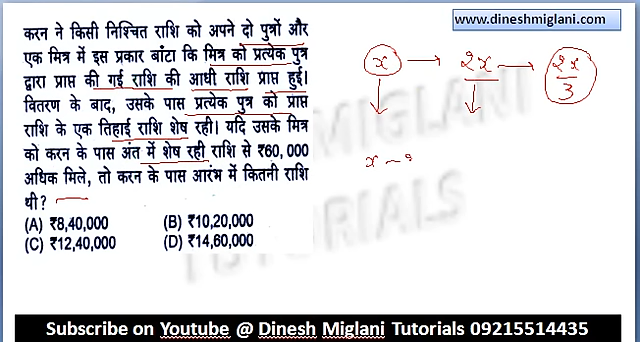 www.dineshmiglani.com
करन ने किसी निश्चित राशि को अपने दो पुत्रों और
एक मित्र में इस प्रकार बाँटा कि मित्र को प्रत्येक पुत्र
द्वारा प्राप्त की गई राशि की आधी राशि प्राप्त हुई।
वितरण के बाद, उसके पास प्रत्येक पुत्र को प्राप्त
राशि के एक तिहाई राशि शेष रही। यदि उसके मित्र
को करन के पास अंत में शेष रही राशि से ₹60,000
अधिक मिले, तो करन के पास आरंभ में कितनी राशि
थी?
(A) ₹8,40,000 (B) ₹10,20,000
(C) ₹12,40,000 (D) ₹14,60,000
x → 2x → 2x/3
x -
MIGLANI
TUTORIALS
Subscribe on Youtube @ Dinesh Miglani Tutorials 09215514435